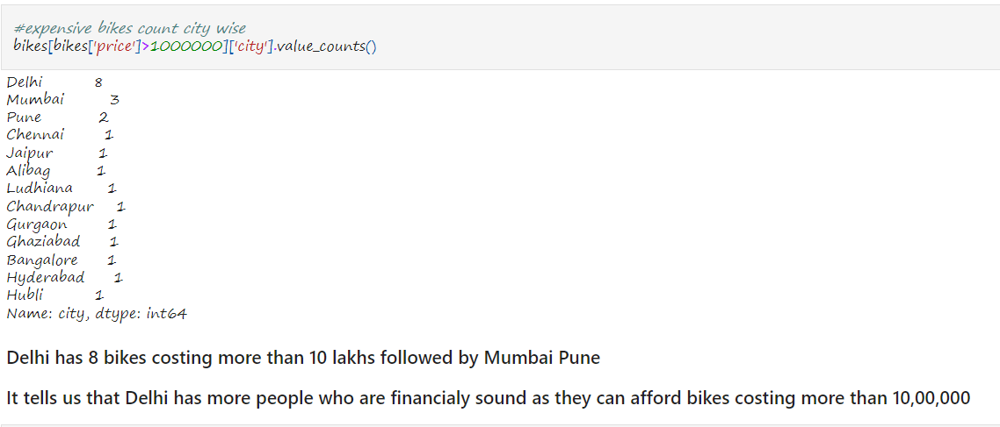 #expensive bikes count city wise
bikes[bikes['price']>1000000]['city'].value_counts()
Delhi 8
Mumbai 3
Pune 2
Chennai 1
Jaipur 1
Alibag 1
Ludhiana 1
Chandrapur 1
Gurgaon 1
Ghaziabad 1
Bangalore 1
Hyderabad 1
Hubli 1
Name: city, dtype: int64
Delhi has 8 bikes costing more than 10 lakhs followed by Mumbai Pune
It tells us that Delhi has more people who are financialy sound as they can afford bikes costing more than 10,00,000